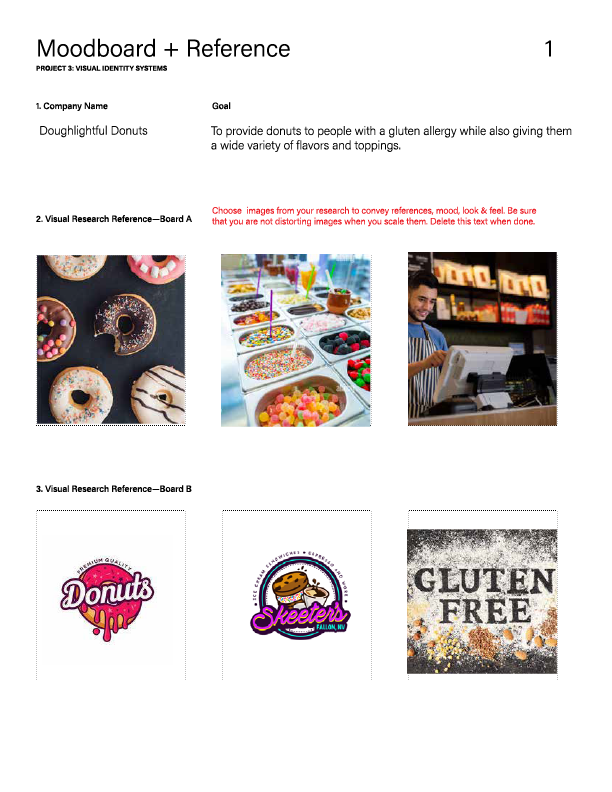 Moodboard + Reference
1
PROJECT 3: VISUAL IDENTITY SYSTEMS
1. Company Name
Goal
Doughlightful Donuts
To provide donuts to people with a gluten allergy while also giving them
a wide variety of flavors and toppings.
2. Visual Research Reference—Board A
Choose images from your research to convey references, mood, look & feel. Be sure
that you are not distorting images when you scale them. Delete this text when done.
3. Visual Research Reference—Board B
PREMIUM QUALITY
Donuts
ICE CREAM SANDWICHES • ESPRESSO AND MORE
Skeeter's
FALLON, NV
GLUTEN
FREE